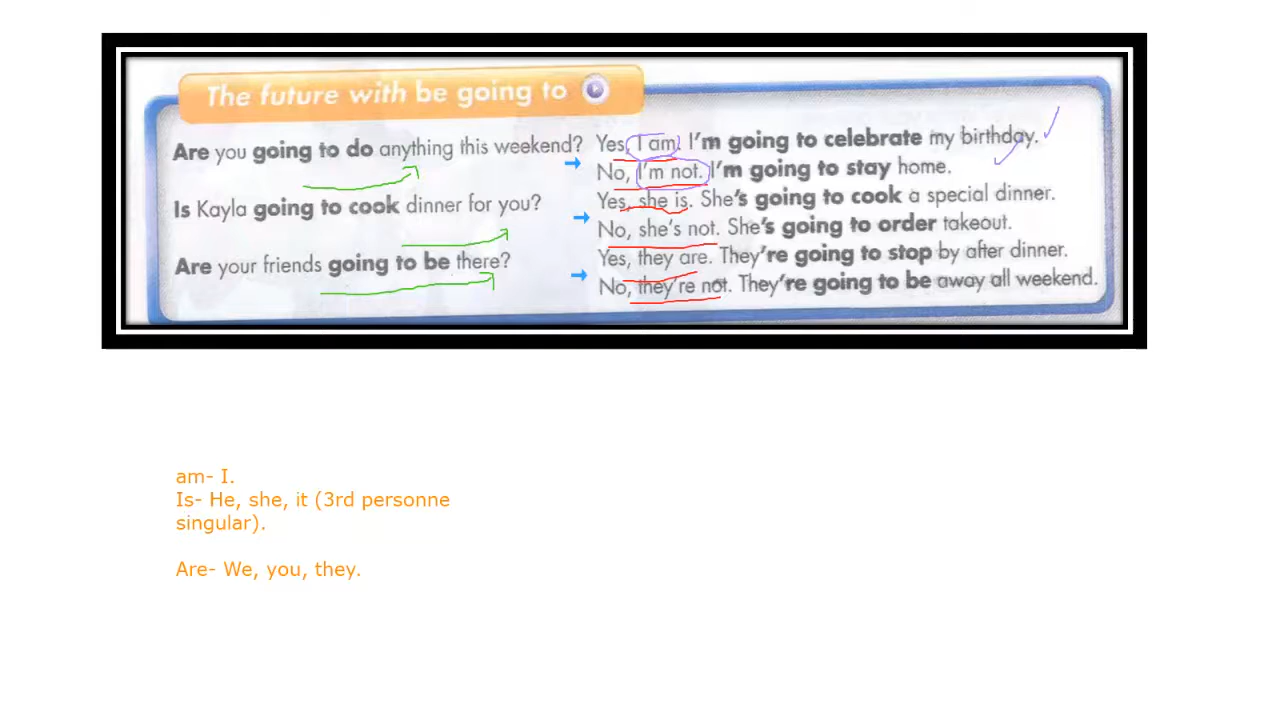 The future with be going to
Are you going to do anything this weekend? Yes, I am. I'm going to celebrate my birthday.
No, I'm not. I'm going to stay home.
Is Kayla going to cook dinner for you? Yes, she is. She's going to cook a special dinner.
No, she's not. She's going to order takeout.
Are your friends going to be there? Yes, they are. They're going to stop by after dinner.
No, they're not. They're going to be away all weekend.
am- I.
Is- He, she, it (3rd personne
singular).
Are- We, you, they.